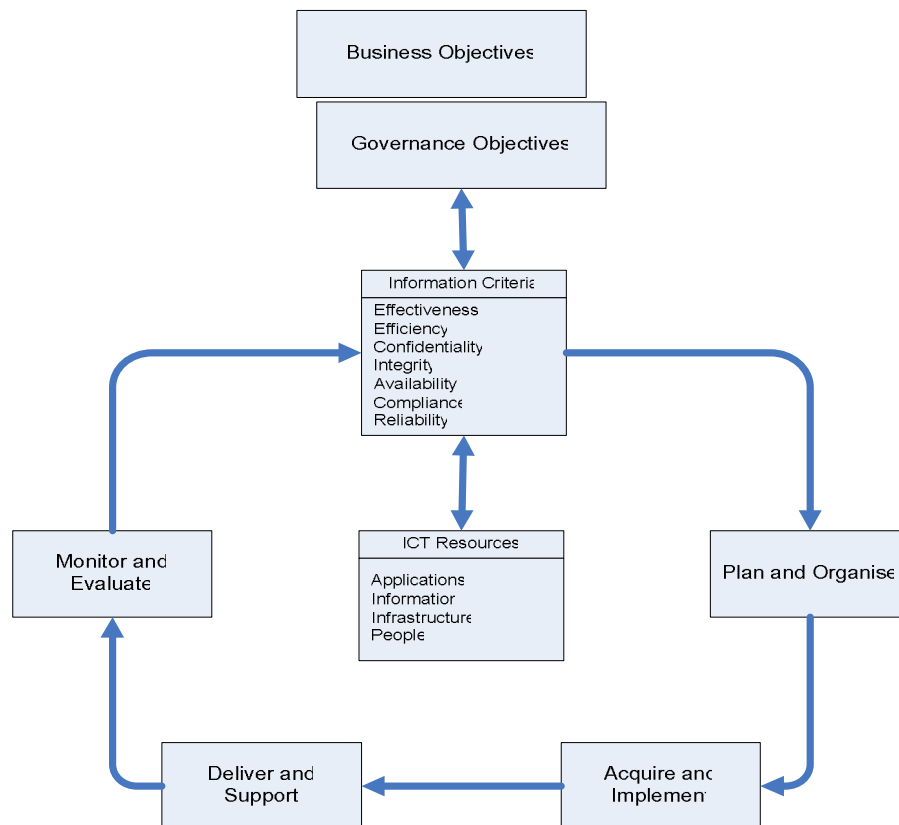 Business Objectives
Governance Objectives
Information Criteria
Effectiveness
Efficiency
Confidentiality
Integrity
Availability
Compliance
Reliability
ICT Resources
Applications
Information
Infrastructure
People
Monitor and
Evaluate
Plan and Organise
Deliver and
Support
Acquire and
Implement